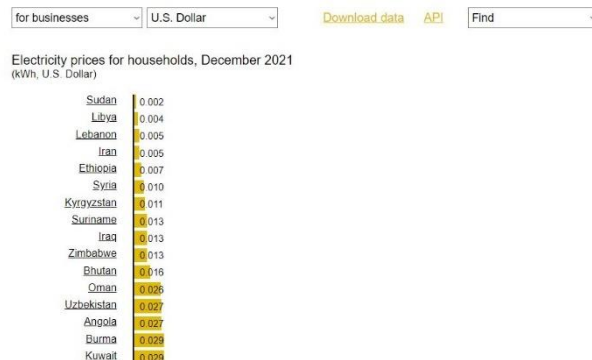 for businesses U.S. Dollar Download data API Find
Electricity prices for households, December 2021
(kWh, U.S. Dollar)
Sudan 0.002
Libya 0.004
Lebanon 0.005
Iran 0.005
Ethiopia 0.007
Syria 0.010
Kyrgyzstan 0.011
Suriname 0.013
Iraq 0.013
Zimbabwe 0.013
Bhutan 0.016
Oman 0.026
Uzbekistan 0.027
Angola 0.027
Burma 0.029
Kuwait 0.029